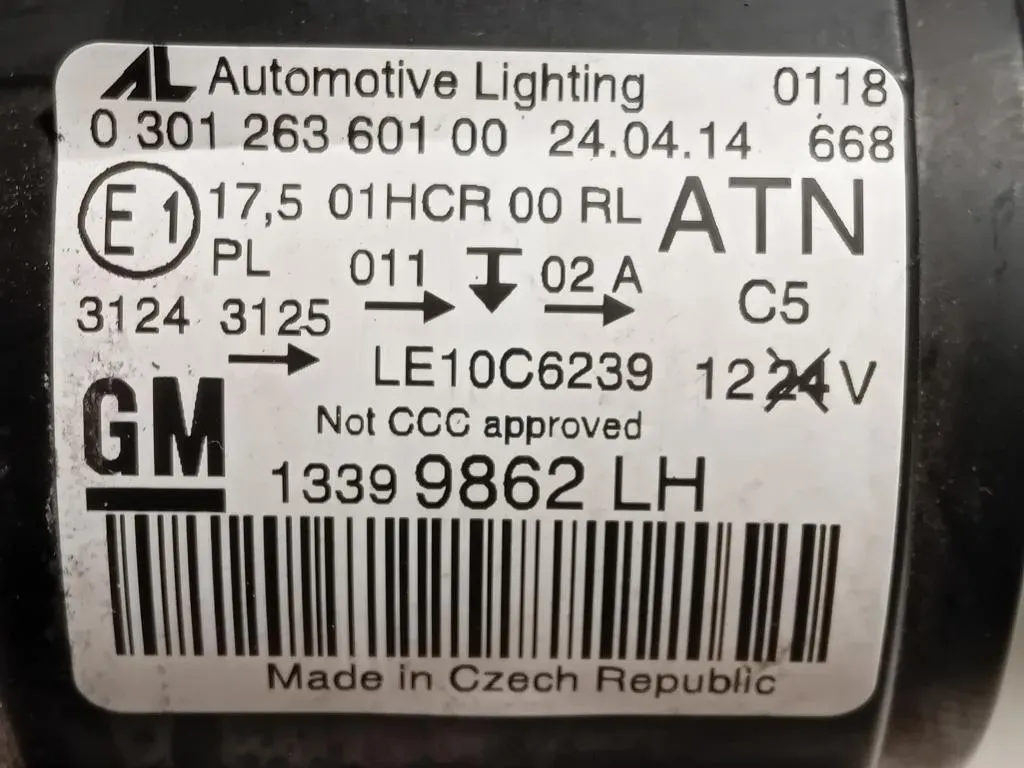 AL Automotive Lighting 0118
0 301 263 601 00 24.04.14 668
E1 17,5 01HCR 00 RL ATN
PL 011 02 A C5
3124 3125
LE10C6239 12 24 V
GM Not CCC approved
1339 9862 LH
Made in Czech Republic